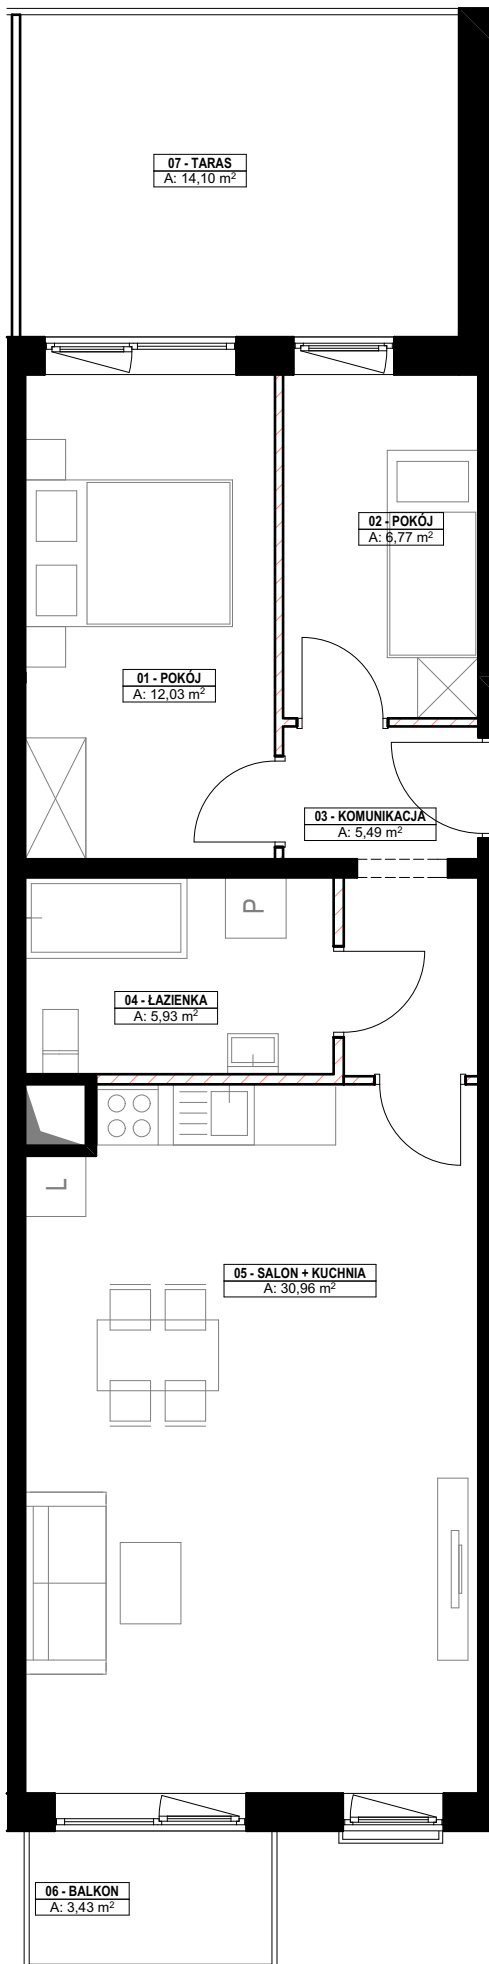 07 - TARAS
A: 14,10 m²
02 - POKÓJ
A: 6,77 m²
01 - POKÓJ
A: 12,03 m²
03 - KOMUNIKACJA
A: 5,49 m²
P
04 - ŁAZIENKA
A: 5,93 m²
L
05 - SALON + KUCHNIA
A: 30,96 m²
06 - BALKON
A: 3,43 m²